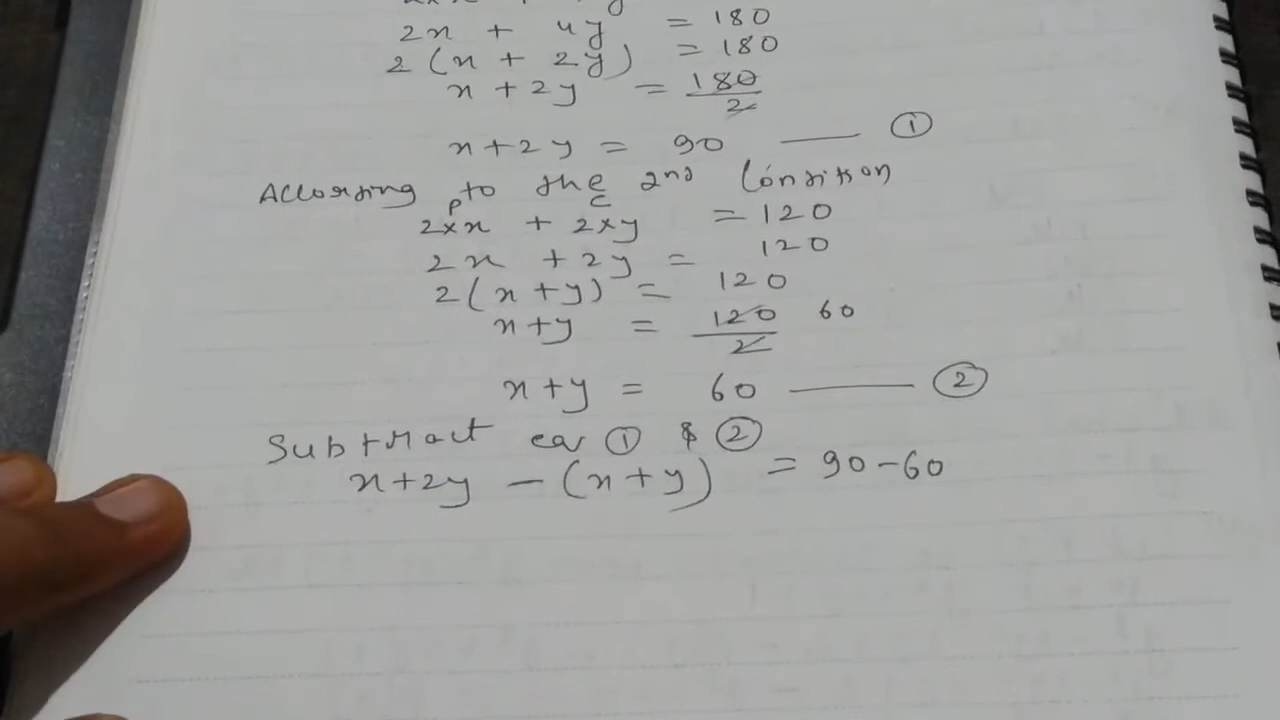 2x + 4y = 180
2(x + 2y) = 180
x + 2y = 180/2
x + 2y = 90 —— ①
According to the 2nd Condition
2×x + 2×y = 120
2x + 2y = 120
2(x + y) = 120
x + y = 120/2 60
x + y = 60 —— ②
Subtract eq ① & ②
x + 2y - (x + y) = 90 - 60